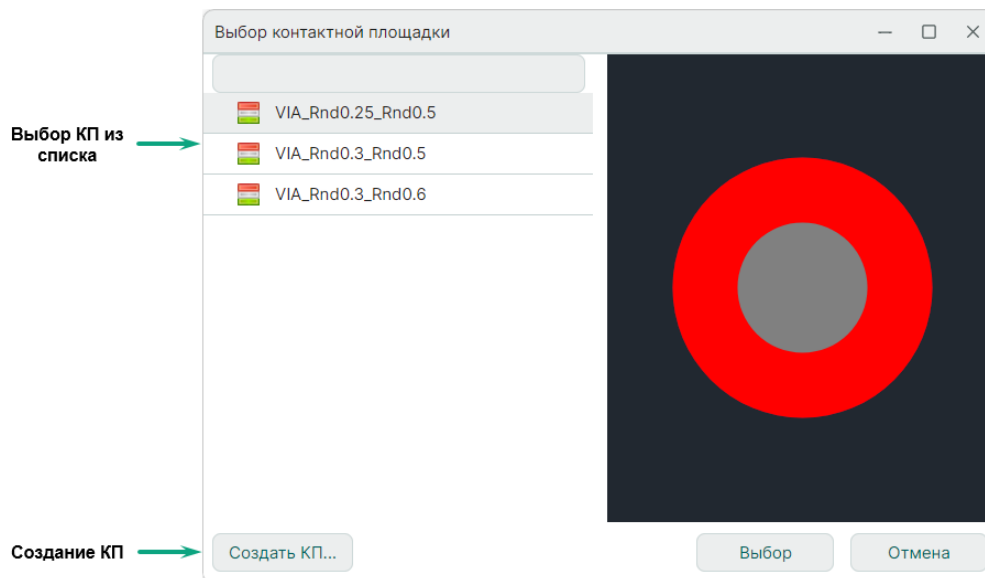 Выбор контактной площадки
VIA_Rnd0.25_Rnd0.5
Выбор КП из
списка
VIA_Rnd0.3_Rnd0.5
VIA_Rnd0.3_Rnd0.6
Создание КП
Создать КП...
Выбор
Отмена